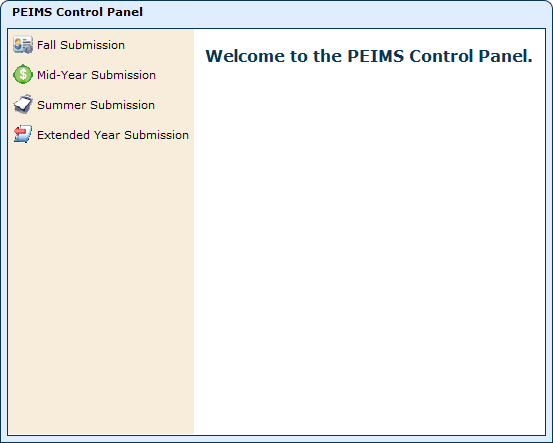 PEIMS Control Panel
Fall Submission
Mid-Year Submission
Summer Submission
Extended Year Submission
Welcome to the PEIMS Control Panel.